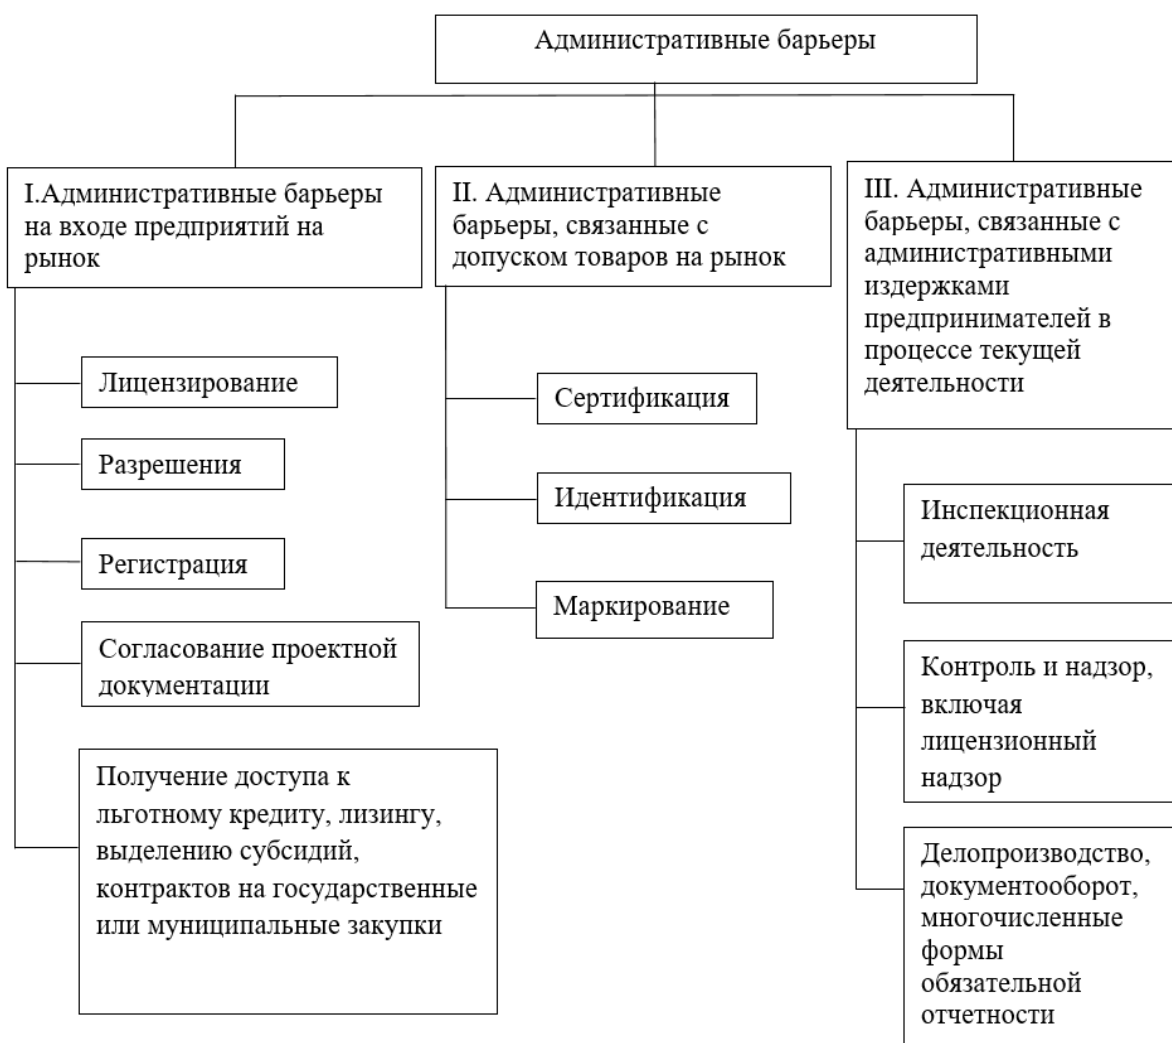 Административные барьеры
I.Административные барьеры
на входе предприятий на
рынок
Лицензирование
Разрешения
Регистрация
Согласование проектной
документации
Получение доступа к
льготному кредиту, лизингу,
выделению субсидий,
контрактов на государственные
или муниципальные закупки
II. Административные
барьеры, связанные с
допуском товаров на рынок
Сертификация
Идентификация
Маркирование
III. Административные
барьеры, связанные с
административными
издержками
предпринимателей в
процессе текущей
деятельности
Инспекционная
деятельность
Контроль и надзор,
включая
лицензионный
надзор
Делопроизводство,
документооборот,
многочисленные
формы
обязательной
отчетности